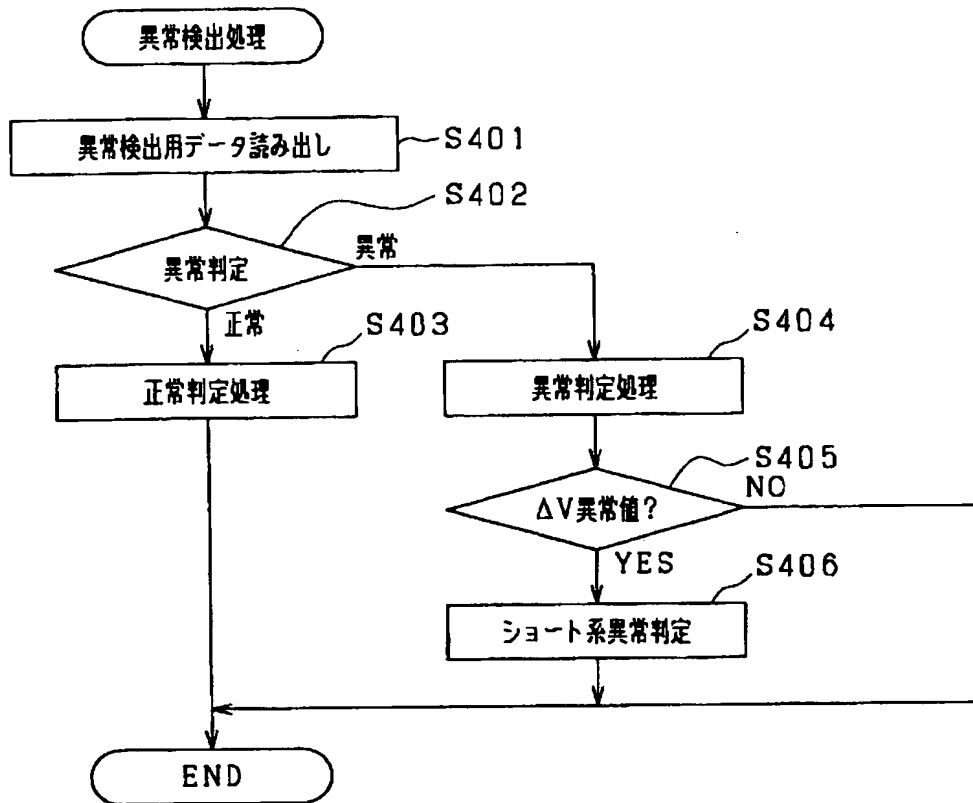 異常検出処理
異常検出用データ読み出し
S401
S402
異常判定
異常
正常
S403
正常判定処理
S404
異常判定処理
S405
ΔV異常値?
NO
YES
S406
ショート系異常判定
END